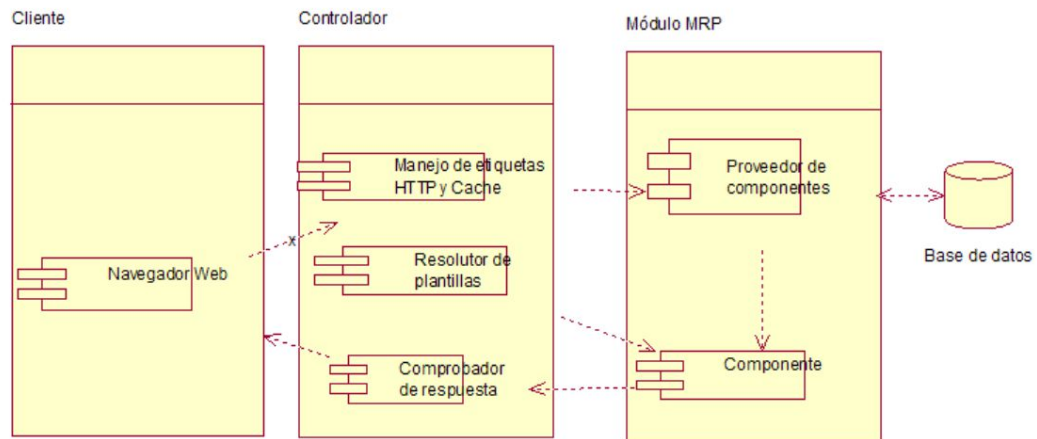 Cliente
Controlador
Módulo MRP
Manejo de etiquetas
HTTP y Cache
Proveedor de
componentes
x
Navegador Web
Resolutor de
plantillas
Base de datos
Comprobador
de respuesta
Componente